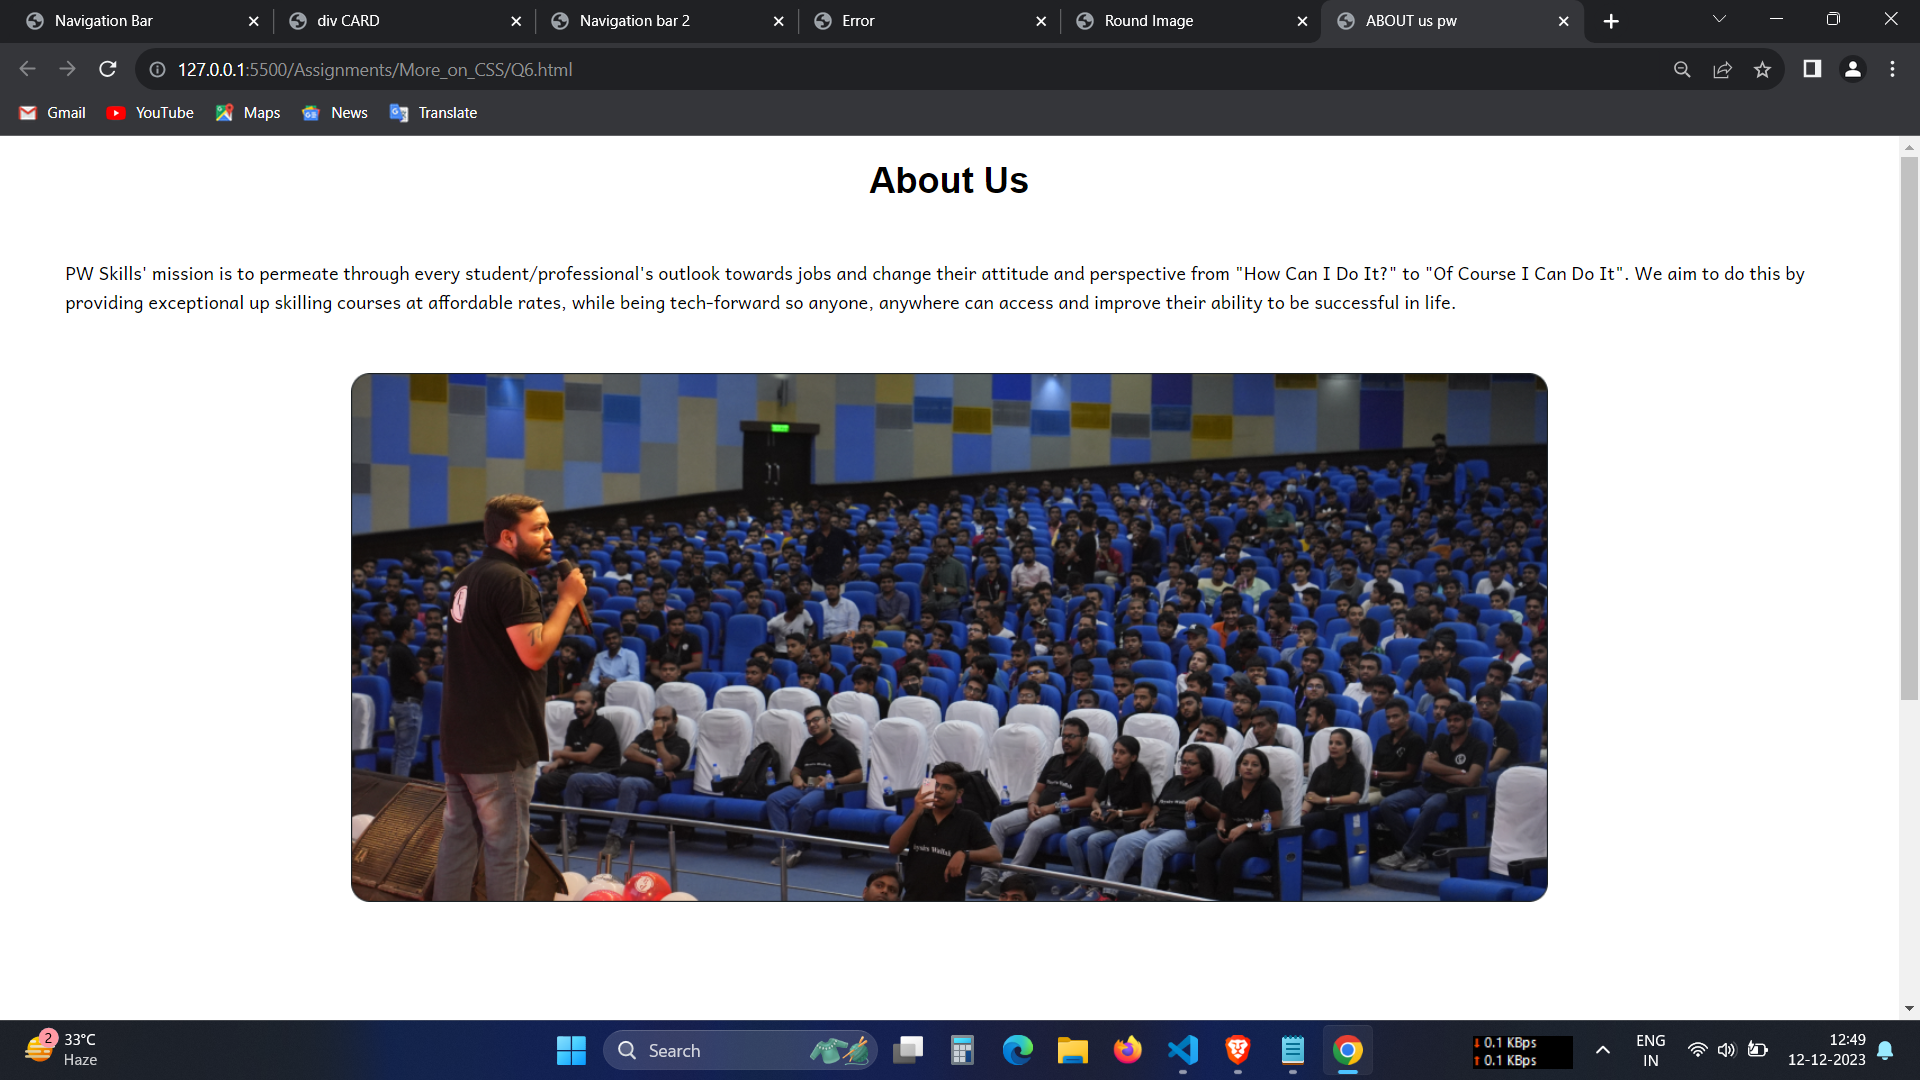 Navigation Bar
div CARD
Navigation bar 2
Error
Round Image
ABOUT us pw
127.0.0.1:5500/Assignments/More_on_CSS/Q6.html
Gmail
YouTube
Maps
News
Translate
About Us
PW Skills' mission is to permeate through every student/professional's outlook towards jobs and change their attitude and perspective from "How Can I Do It?" to "Of Course I Can Do It". We aim to do this by
providing exceptional up skilling courses at affordable rates, while being tech-forward so anyone, anywhere can access and improve their ability to be successful in life.
2
33°C
Haze
Search
0.1 KBps
0.1 KBps
ENG
IN
12:49
12-12-2023